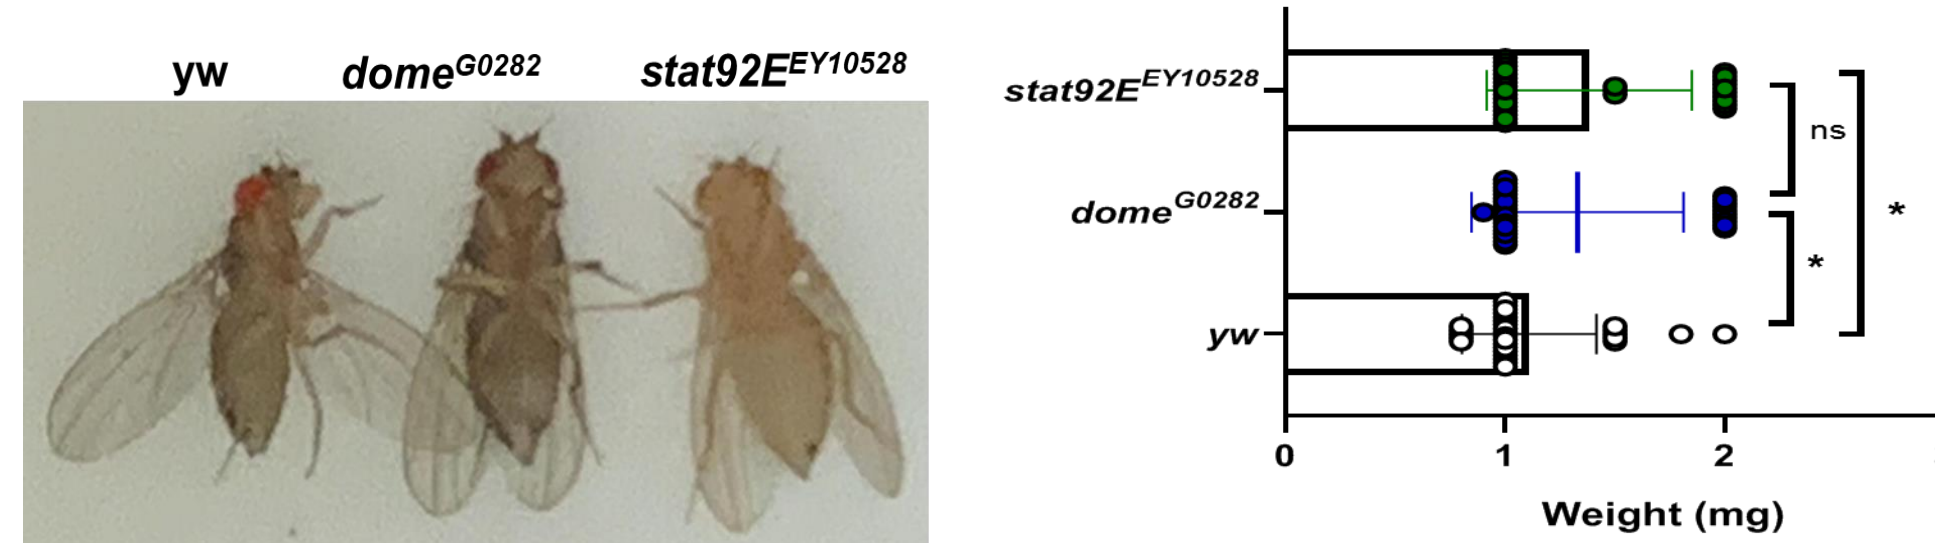 yw dome^G0282 stat92E^EY10528
stat92E^EY10528
ns
dome^G0282
*
*
yw
0 1 2
Weight (mg)